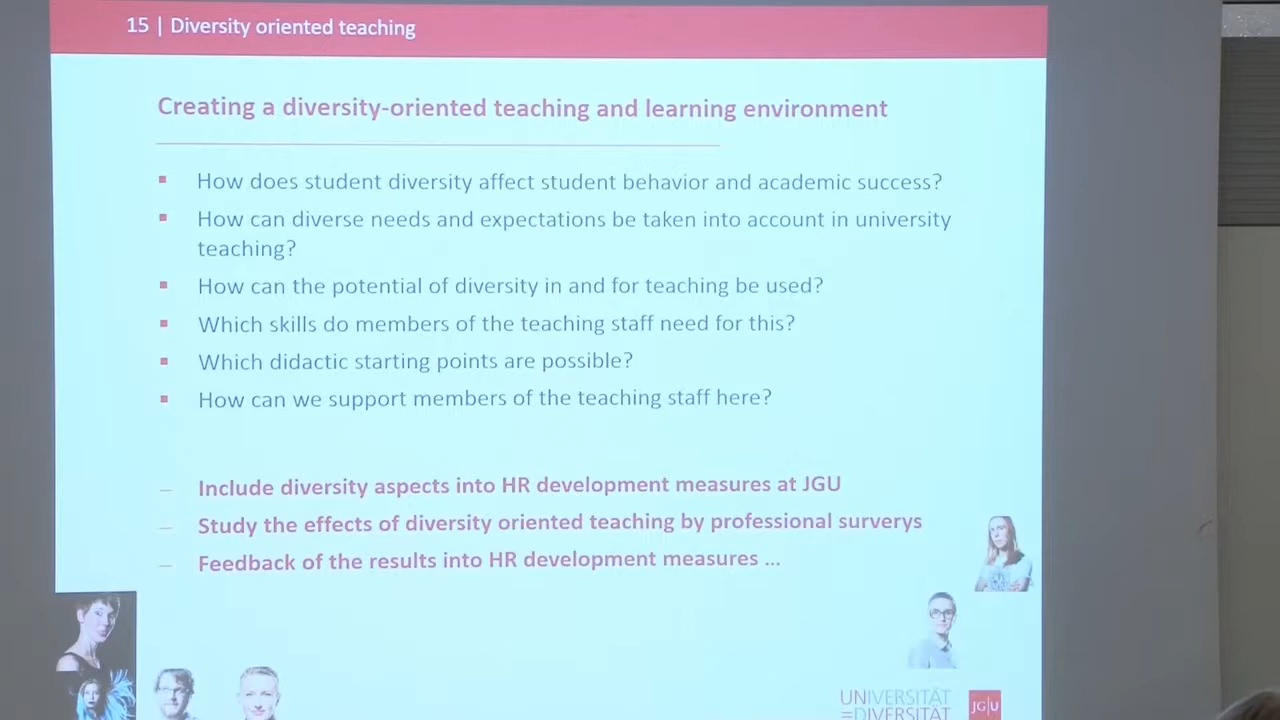 15 | Diversity oriented teaching
Creating a diversity-oriented teaching and learning environment
How does student diversity affect student behavior and academic success?
How can diverse needs and expectations be taken into account in university
teaching?
How can the potential of diversity in and for teaching be used?
Which skills do members of the teaching staff need for this?
Which didactic starting points are possible?
How can we support members of the teaching staff here?
– Include diversity aspects into HR development measures at JGU
– Study the effects of diversity oriented teaching by professional surverys
– Feedback of the results into HR development measures ...
UNIVERSITÄT
=DIVERSITÄT
JG|U